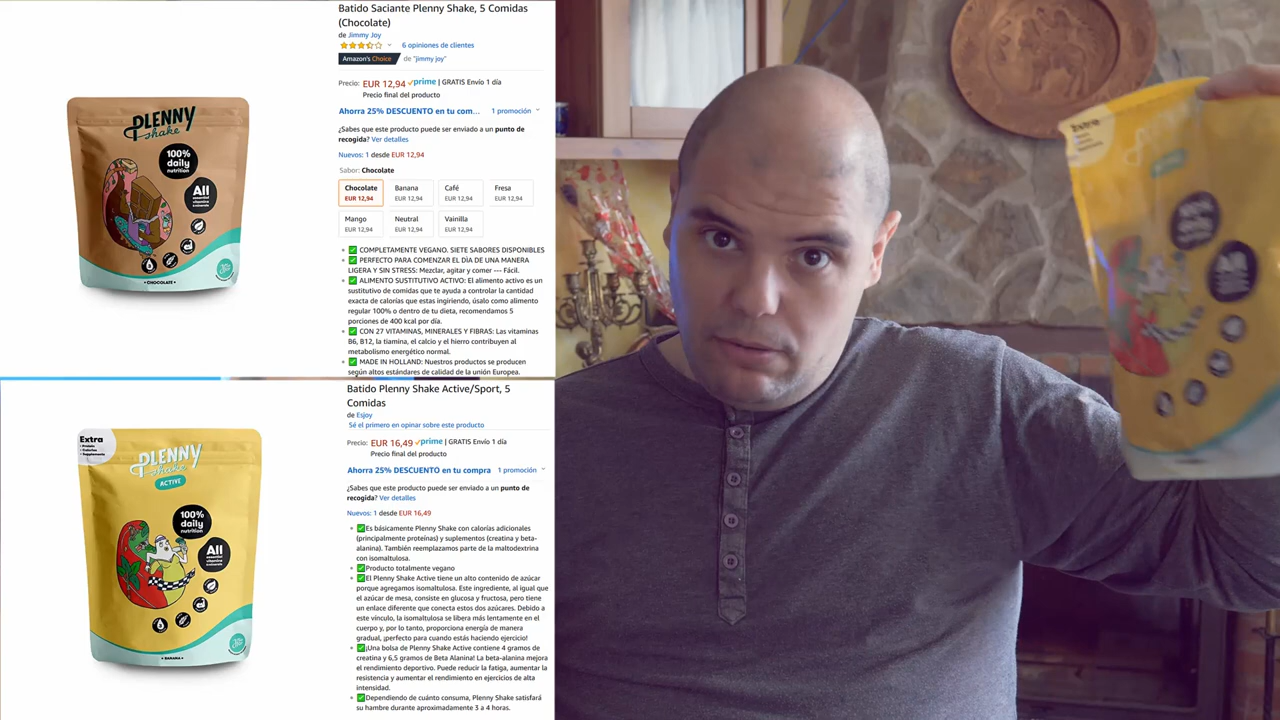 Batido Saciante Plenny Shake, 5 Comidas
(Chocolate)
de Jimmy Joy
6 opiniones de clientes
Amazon's Choice de "jimmy joy"
Precio: EUR 12,94 prime | GRATIS Envío 1 día
Precio final del producto
Ahorra 25% DESCUENTO en tu com... 1 promoción
¿Sabes que este producto puede ser enviado a un punto de
recogida? Ver detalles
Nuevos: 1 desde EUR 12,94
Sabor: Chocolate
Chocolate Banana Café Fresa
EUR 12,94 EUR 12,94 EUR 12,94 EUR 12,94
Mango Neutral Vainilla
EUR 12,94 EUR 12,94 EUR 12,94
COMPLETAMENTE VEGANO. SIETE SABORES DISPONIBLES
PERFECTO PARA COMENZAR EL DÌA DE UNA MANERA
LIGERA Y SIN STRESS: Mezclar, agitar y comer --- Fácil.
ALIMENTO SUSTITUTIVO ACTIVO: El alimento activo es un
sustitutivo de comidas que te ayuda a controlar la cantidad
exacta de calorías que estas ingiriendo, úsalo como alimento
regular 100% o dentro de tu dieta, recomendamos 5
porciones de 400 kcal por día.
CON 27 VITAMINAS, MINERALES Y FIBRAS: Las vitaminas
B6, B12, la tiamina, el calcio y el hierro contribuyen al
metabolismo energético normal.
MADE IN HOLLAND: Nuestros productos se producen
según altos estándares de calidad de la unión Europea.
PLENNY
shake
100%
daily
nutrition
All
essential
vitamins
minerals
• CHOCOLATE •
Batido Plenny Shake Active/Sport, 5
Comidas
de Esjoy
Sé el primero en opinar sobre este producto
Precio: EUR 16,49 prime | GRATIS Envío 1 día
Precio final del producto
Ahorra 25% DESCUENTO en tu compra 1 promoción
¿Sabes que este producto puede ser enviado a un punto de
recogida? Ver detalles
Nuevos: 1 desde EUR 16,49
Es básicamente Plenny Shake con calorías adicionales
(principalmente proteínas) y suplementos (creatina y beta-
alanina). También reemplazamos parte de la maltodextrina
con isomaltulosa.
Producto totalmente vegano
El Plenny Shake Active tiene un alto contenido de azúcar
porque agregamos isomaltulosa. Este ingrediente, al igual que
el azúcar de mesa, consiste en glucosa y fructosa, pero tiene
un enlace diferente que conecta estos dos azúcares. Debido a
este vínculo, la isomaltulosa se libera más lentamente en el
cuerpo y, por lo tanto, proporciona energía de manera
gradual, ¡perfecto para cuando estás haciendo ejercicio!
¡Una bolsa de Plenny Shake Active contiene 4 gramos de
creatina y 6,5 gramos de Beta Alanina! La beta-alanina mejora
el rendimiento deportivo. Puede reducir la fatiga, aumentar la
resistencia y aumentar el rendimiento en ejercicios de alta
intensidad.
Dependiendo de cuánto consuma, Plenny Shake satisfará
su hambre durante aproximadamente 3 a 4 horas.
Extra
PLENNY
shake
ACTIVE
100%
daily
nutrition
All
essential
vitamins
minerals
• BANANA •
Extra